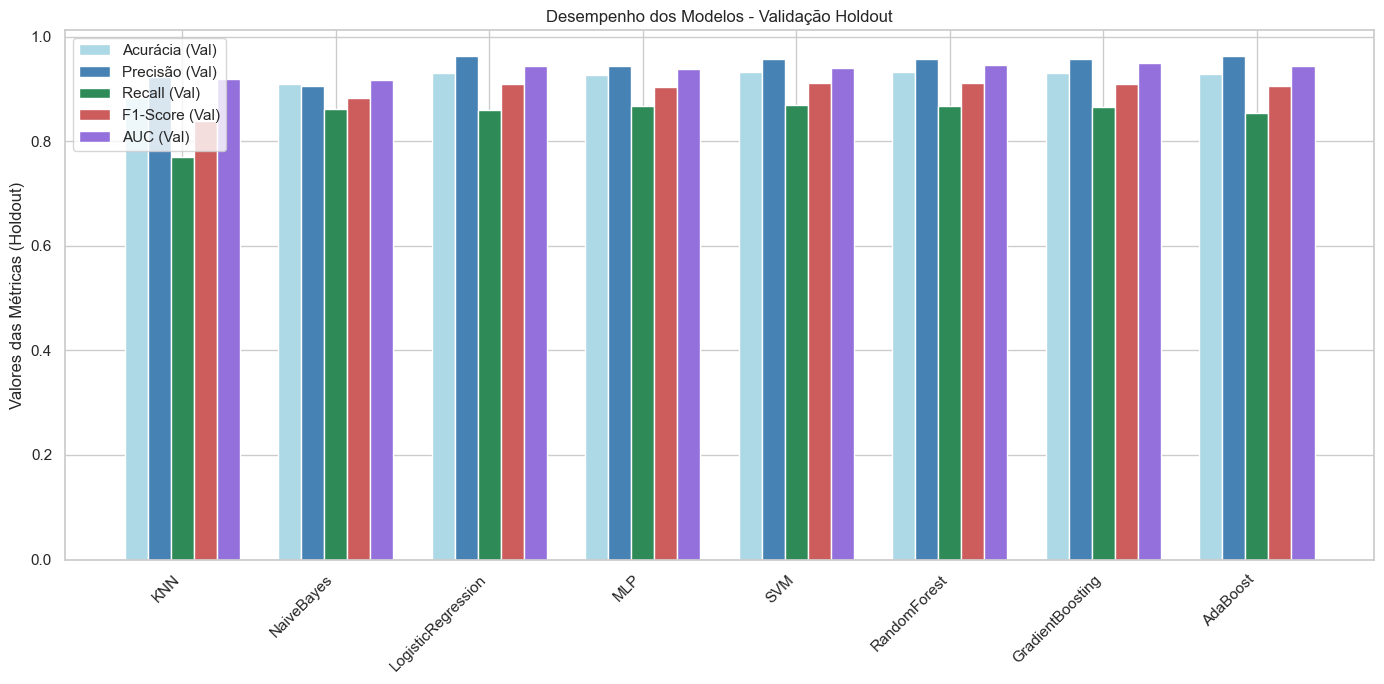 Desempenho dos Modelos - Validação Holdout
Valores das Métricas (Holdout)
1.0
0.8
0.6
0.4
0.2
0.0
Acurácia (Val)
Precisão (Val)
Recall (Val)
F1-Score (Val)
AUC (Val)
KNN
NaiveBayes
LogisticRegression
MLP
SVM
RandomForest
GradientBoosting
AdaBoost